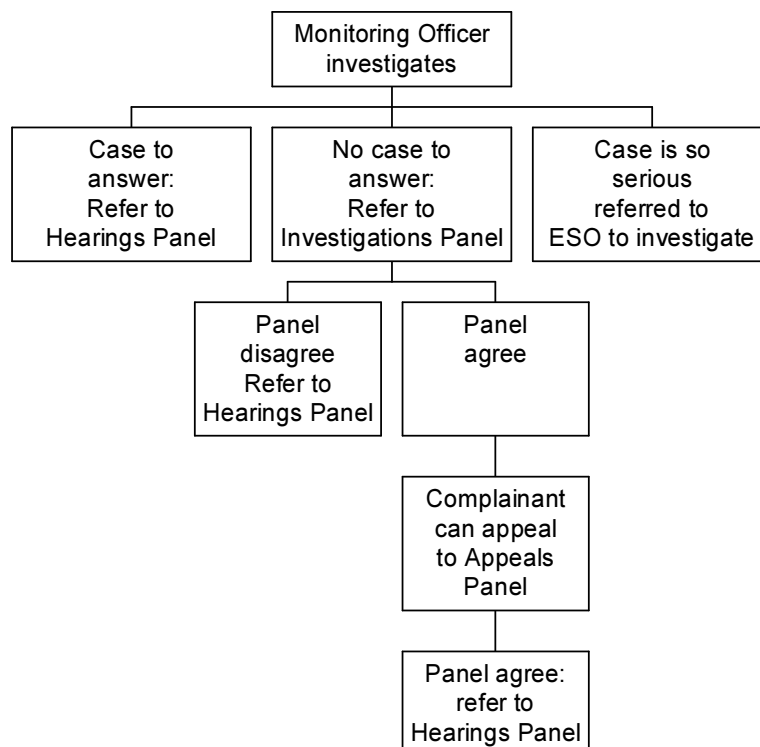 Monitoring Officer
investigates
Case to
answer:
Refer to
Hearings Panel
No case to
answer:
Refer to
Investigations Panel
Case is so
serious
referred to
ESO to investigate
Panel
disagree
Refer to
Hearings Panel
Panel
agree
Complainant
can appeal
to Appeals
Panel
Panel agree:
refer to
Hearings Panel